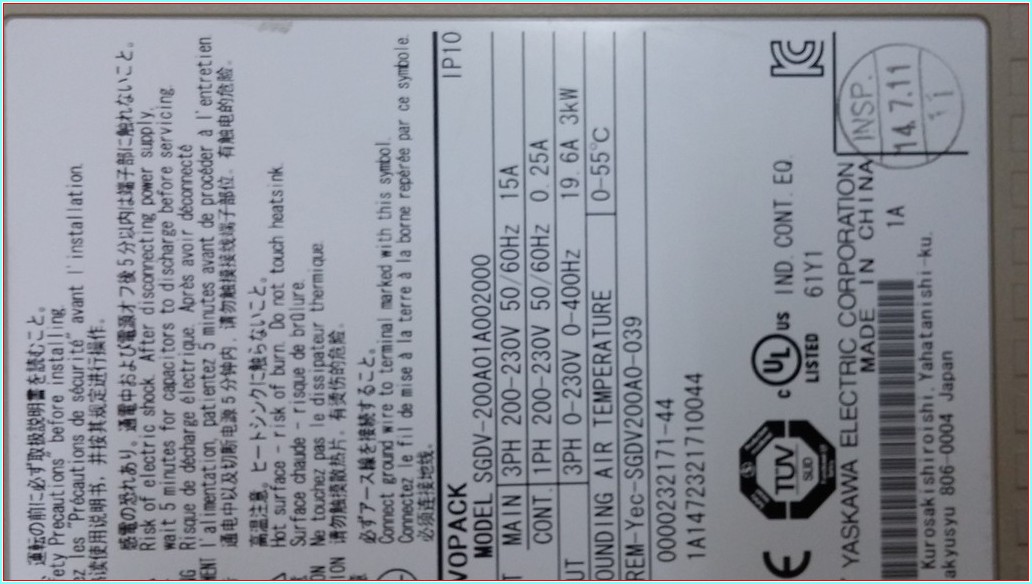 運転の前に必ず取扱説明書を読むこと。
fety Precautions" before installing
les "Précautions de sécurité" avant l'installation.
读使用说明书，并按其规定进行操作。
感電の恐れあり。通電中および電源オフ後5分以内は端子部に触れないこと。
Risk of electric shock. After disconnecting power supply,
wait 5 minutes for capacitors to discharge before servicing.
Risque de décharge électrique. Après avoir déconnecté
l'alimentation, patientez 5 minutes avant de procéder à l'entretien
通电中以及切断电源5分钟内，请勿触摸接线端子部位。有触电的危险。
高温注意。ヒートシンクに触らないこと。
Hot surface - risk of burn. Do not touch heatsink.
Surface chaude - risque de brûlure.
Ne touchez pas le dissipateur thermique.
请勿触摸散热片。有烫伤的危险。
必ずアース線を接続すること。
Connect ground wire to terminal marked with this symbol.
Connectez le fil de mise à la terre à la borne repérée par ce symbole.
必须连接地线。
VOPACK IP10
MODEL SGDV-200A01A002000
MAIN 3PH 200-230V 50/60Hz 15A
CONT. 1PH 200-230V 50/60Hz 0.25A
UT 3PH 0-230V 0-400Hz 19.6A 3kW
OUNDING AIR TEMPERATURE 0-55°C
REM-Yec-SGDV200A0-039
0000232171-44
1A1472321710044
CE
TÜV
SÜD
c UL us
LISTED
IND. CONT. EQ.
61Y1
INSP.
14.7.11
11
YASKAWA ELECTRIC CORPORATION
MADE IN CHINA
1A
Kurosakishiroishi, Yahatanishi-ku,
akyusyu 806-0004 Japan